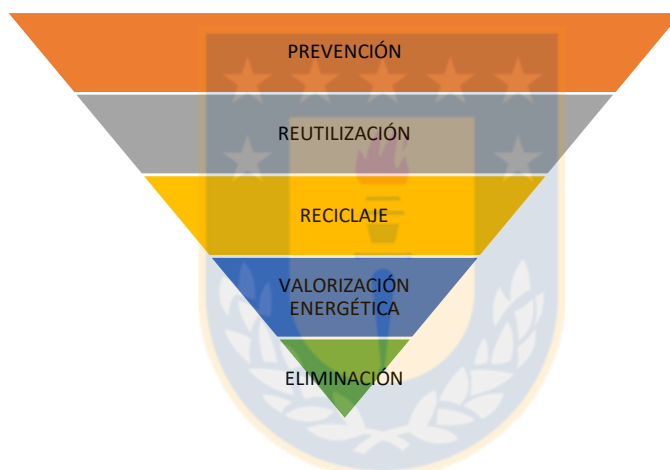 PREVENCIÓN
REUTILIZACIÓN
RECICLAJE
VALORIZACIÓN
ENERGÉTICA
ELIMINACIÓN